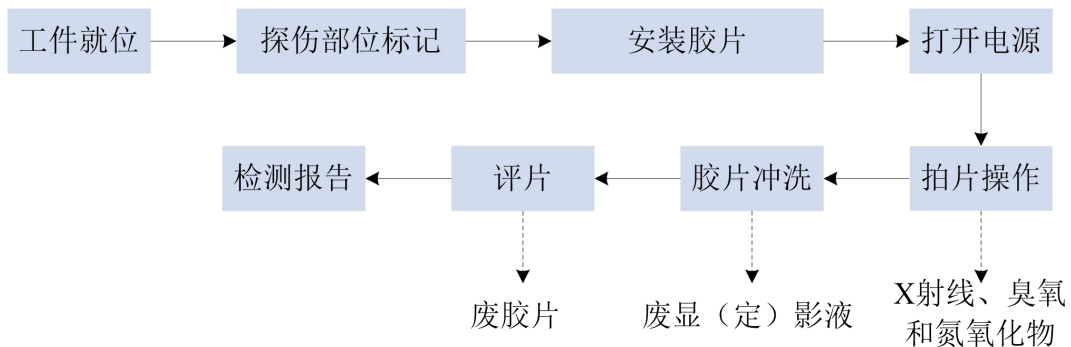 工件就位
探伤部位标记
安装胶片
打开电源
检测报告
评片
胶片冲洗
拍片操作
废胶片
废显（定）影液
X射线、臭氧
和氮氧化物